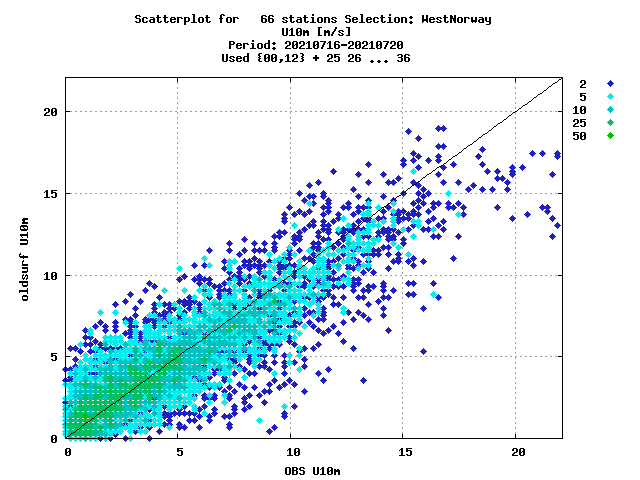 Scatterplot for   66 stations Selection: WestNorway
U10m [m/s]
Period: 20210716-20210720
Used {00,12} + 25 26 ... 36
2
5
10
25
50
20
15
10
5
0
oldsurf U10m
0 5 10 15 20
OBS U10m